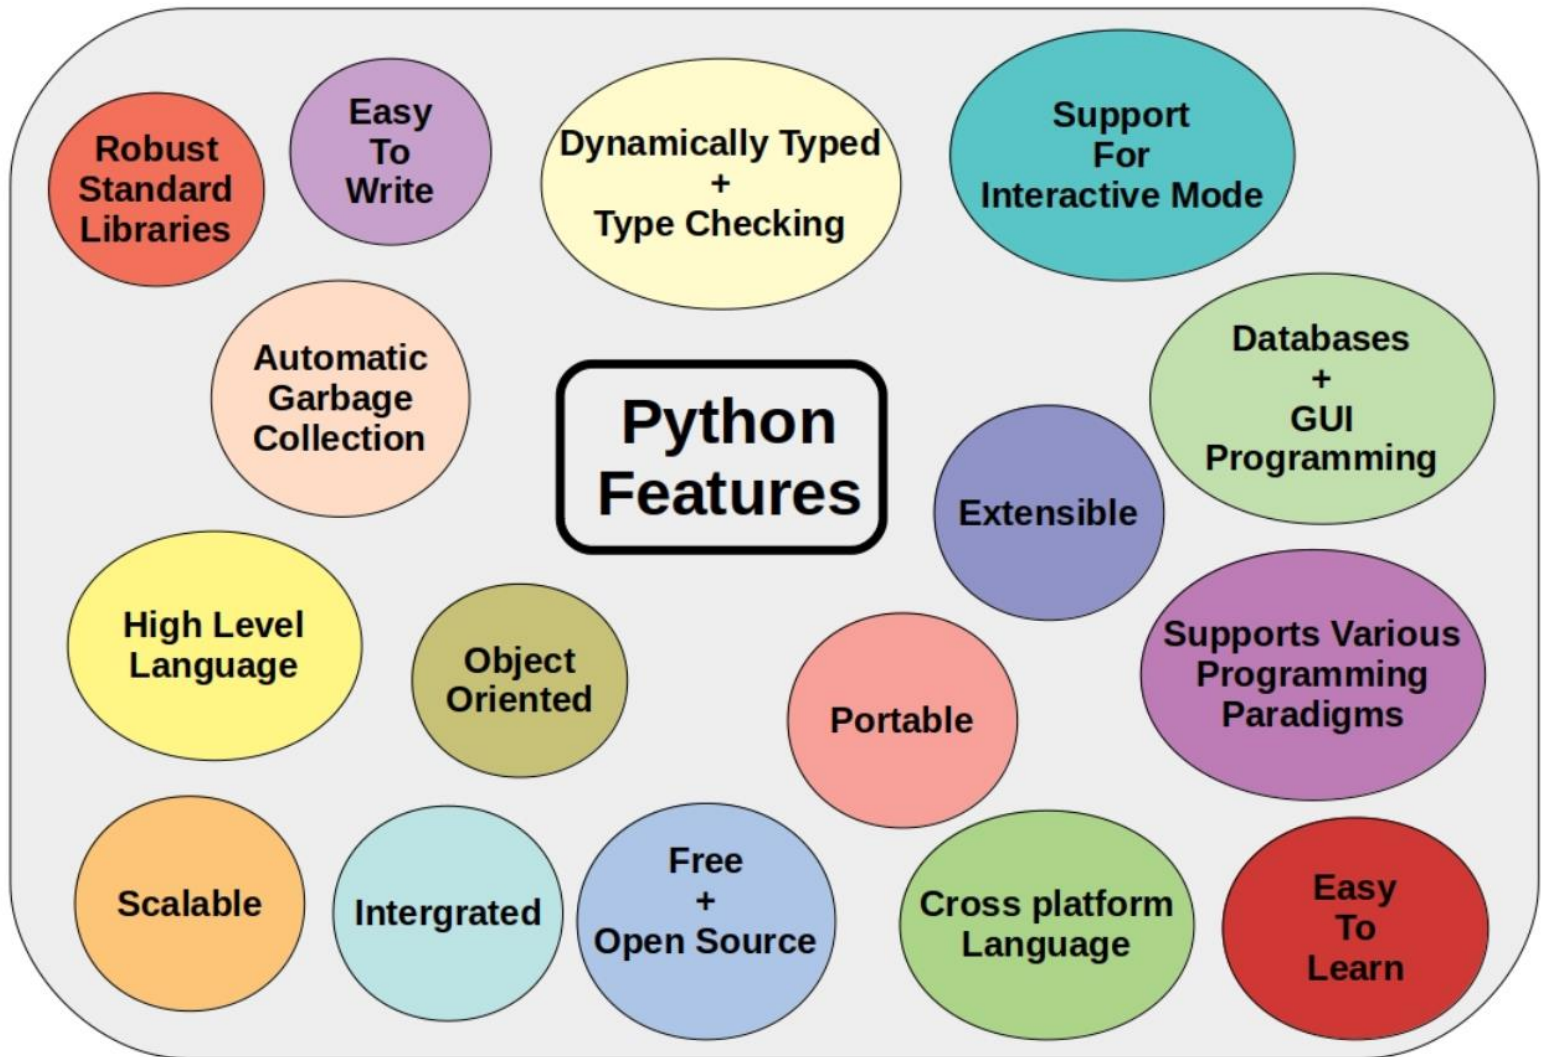 Robust
Standard
Libraries
Easy
To
Write
Dynamically Typed
+
Type Checking
Support
For
Interactive Mode
Automatic
Garbage
Collection
Python
Features
Databases
+
GUI
Programming
Extensible
High Level
Language
Object
Oriented
Portable
Supports Various
Programming
Paradigms
Scalable
Intergrated
Free
+
Open Source
Cross platform
Language
Easy
To
Learn